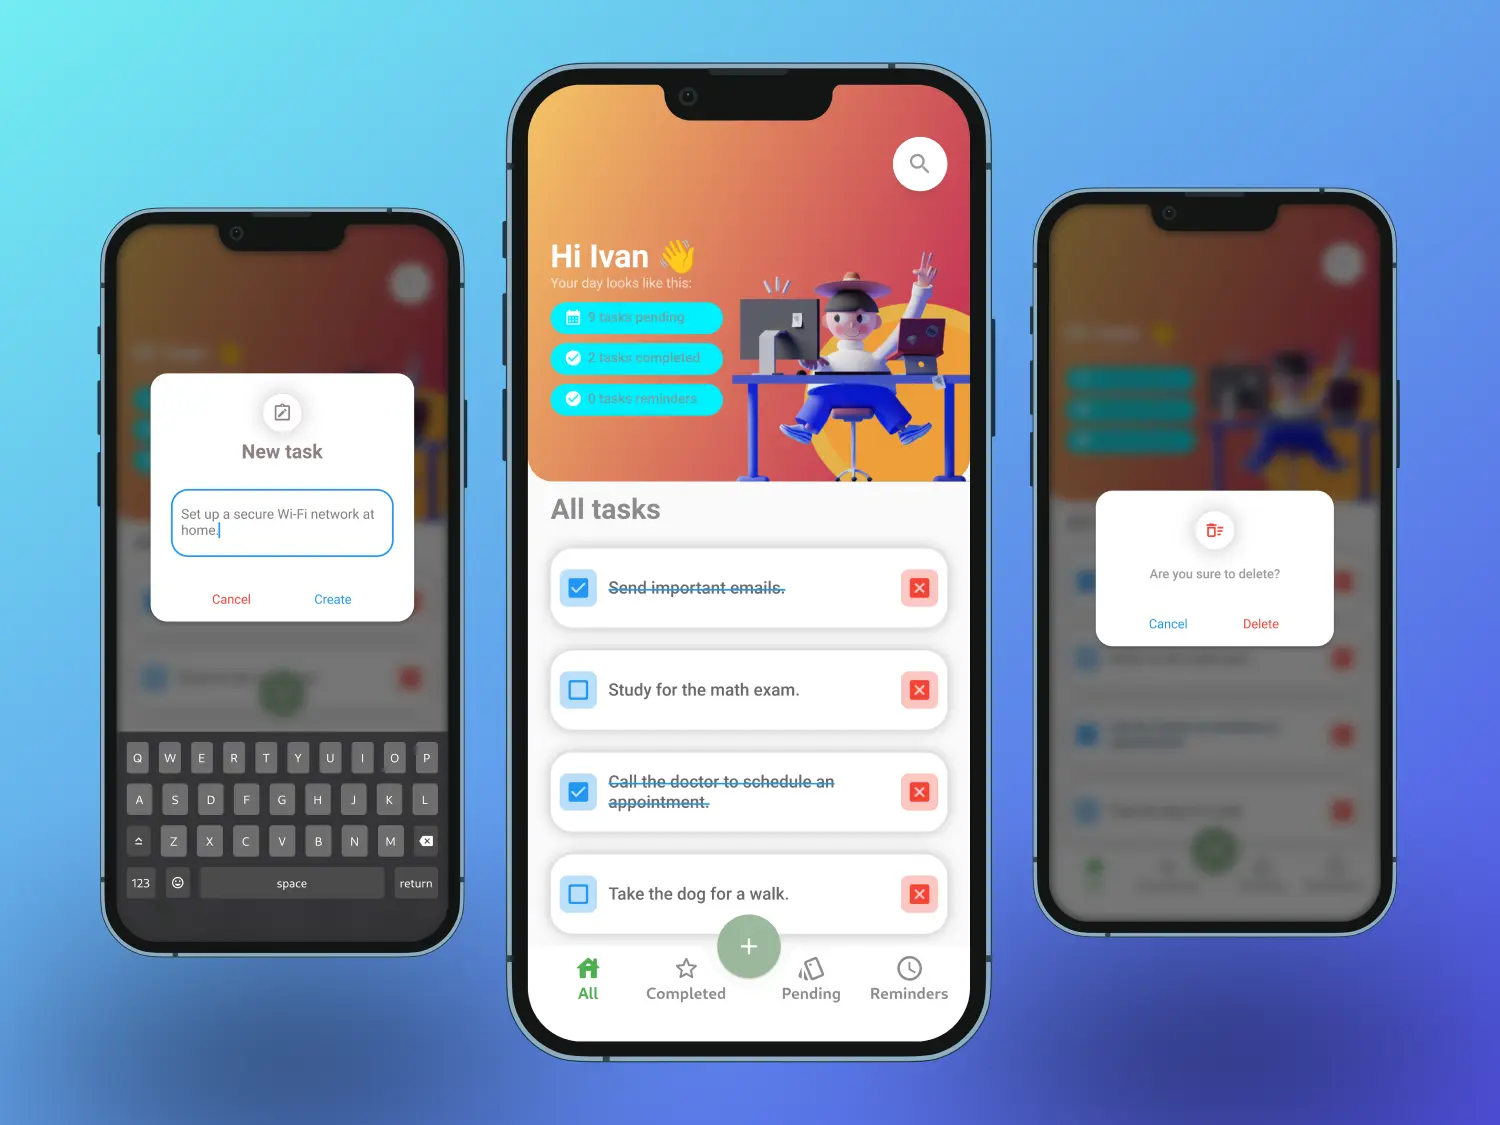 New task
Set up a secure Wi-Fi network at
home.
Cancel Create
Q W E R T Y U I O P
A S D F G H J K L
Z X C V B N M
123 space return
Hi Ivan 👋
Your day looks like this:
9 tasks pending
2 tasks completed
0 tasks reminders
All tasks
Send important emails.
Study for the math exam.
Call the doctor to schedule an
appointment.
Take the dog for a walk.
All Completed Pending Reminders
Are you sure to delete?
Cancel Delete